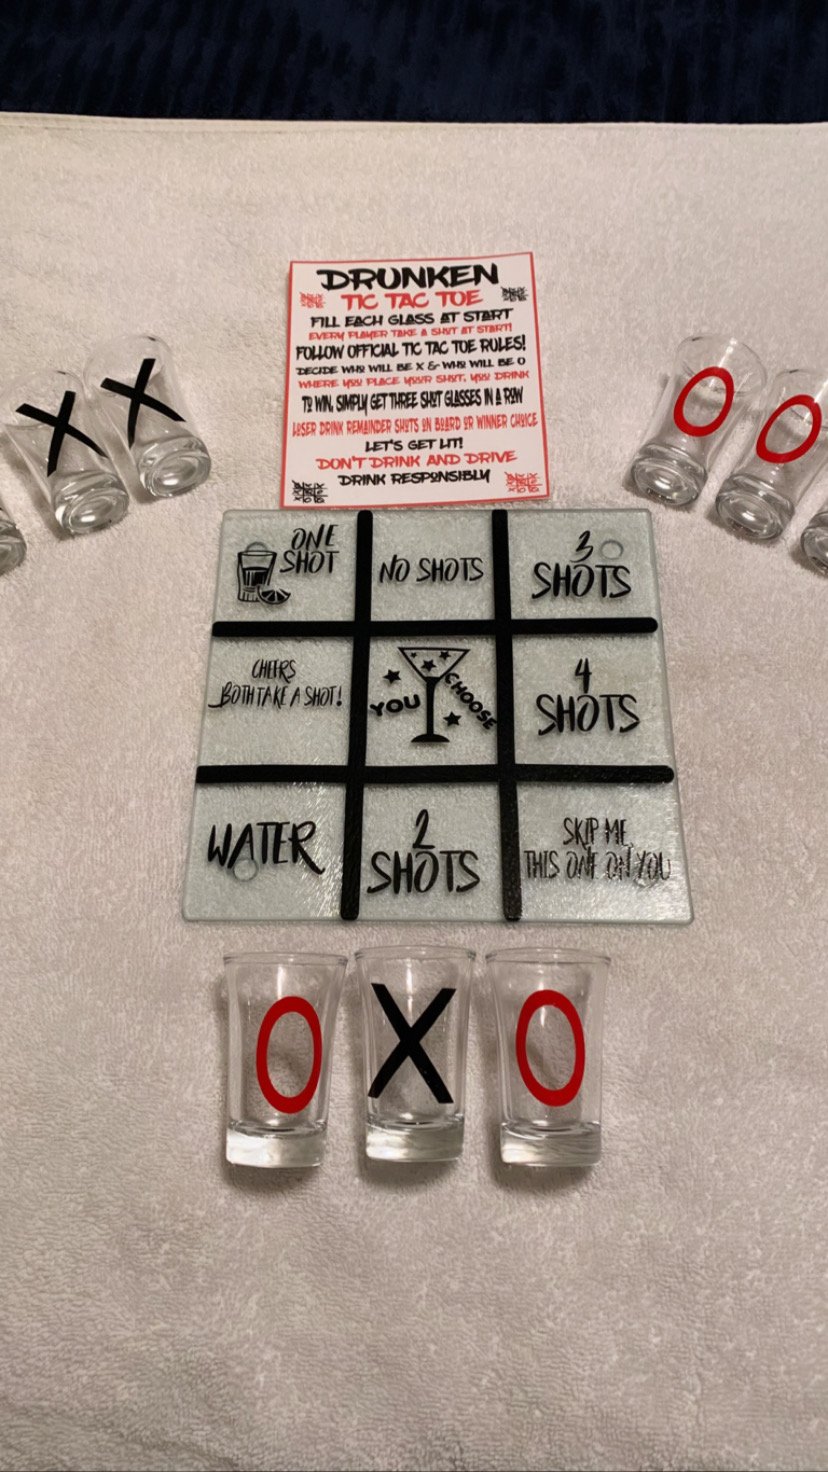 DRUNKEN
TIC TAC TOE
FILL EACH GLASS AT START
EVERY PLAYER TAKE A SHOT AT START!
FOLLOW OFFICIAL TIC TAC TOE RULES!
DECIDE WHO WILL BE X & WHO WILL BE O
WHERE YOU PLACE YOUR SHOT, YOU DRINK
TO WIN, SIMPLY GET THREE SHOT GLASSES IN A ROW
LOSER DRINK REMAINDER SHOTS ON BOARD OR WINNER CHOICE
LET'S GET LIT!
DON'T DRINK AND DRIVE
DRINK RESPONSIBLY
X X
O O
ONE
SHOT
NO SHOTS
3
SHOTS
CHEERS
BOTH TAKE A SHOT!
YOU CHOOSE
4
SHOTS
WATER
2
SHOTS
SKIP ME
THIS ONE ON YOU
O X O